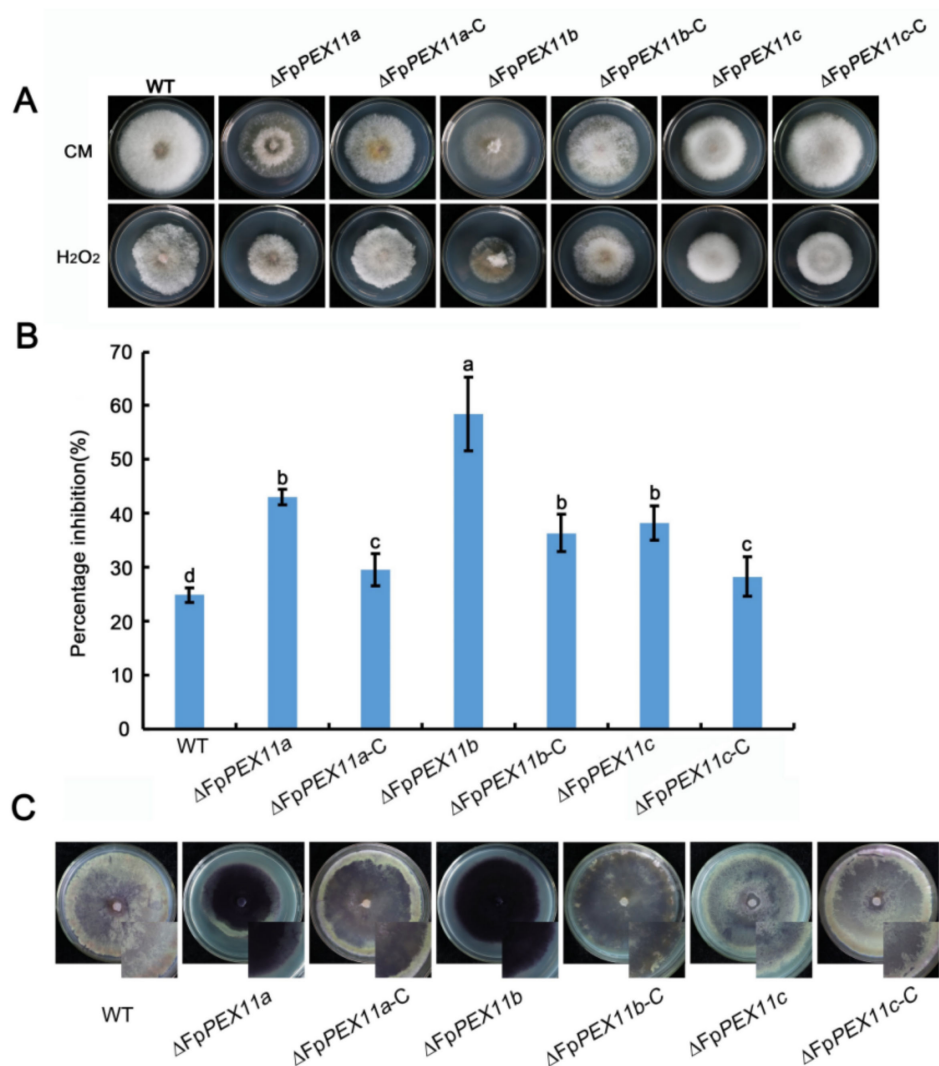 ΔFpPEX11a ΔFpPEX11a-C ΔFpPEX11b ΔFpPEX11b-C ΔFpPEX11c ΔFpPEX11c-C
A WT
CM
H2O2
B
70
60
50
40
30
20
10
0
Percentage inhibition(%)
d b c a b b c
WT ΔFpPEX11a ΔFpPEX11a-C ΔFpPEX11b ΔFpPEX11b-C ΔFpPEX11c ΔFpPEX11c-C
C
WT ΔFpPEX11a ΔFpPEX11a-C ΔFpPEX11b ΔFpPEX11b-C ΔFpPEX11c ΔFpPEX11c-C